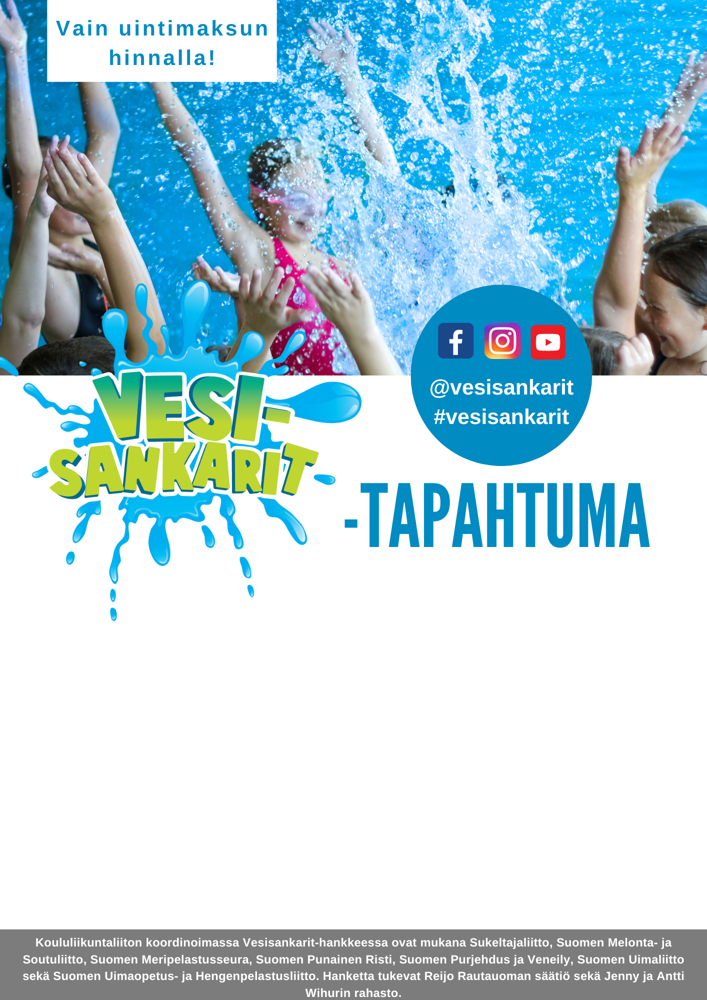 Vain uintimaksun
hinnalla!
@vesisankarit
#vesisankarit
VESI-
SANKARIT
-TAPAHTUMA
Koululiikuntaliiton koordinoimassa Vesisankarit-hankkeessa ovat mukana Sukeltajaliitto, Suomen Melonta- ja
Soutuliitto, Suomen Meripelastusseura, Suomen Punainen Risti, Suomen Purjehdus ja Veneily, Suomen Uimaliitto
sekä Suomen Uimaopetus- ja Hengenpelastusliitto. Hanketta tukevat Reijo Rautauoman säätiö sekä Jenny ja Antti
Wihurin rahasto.